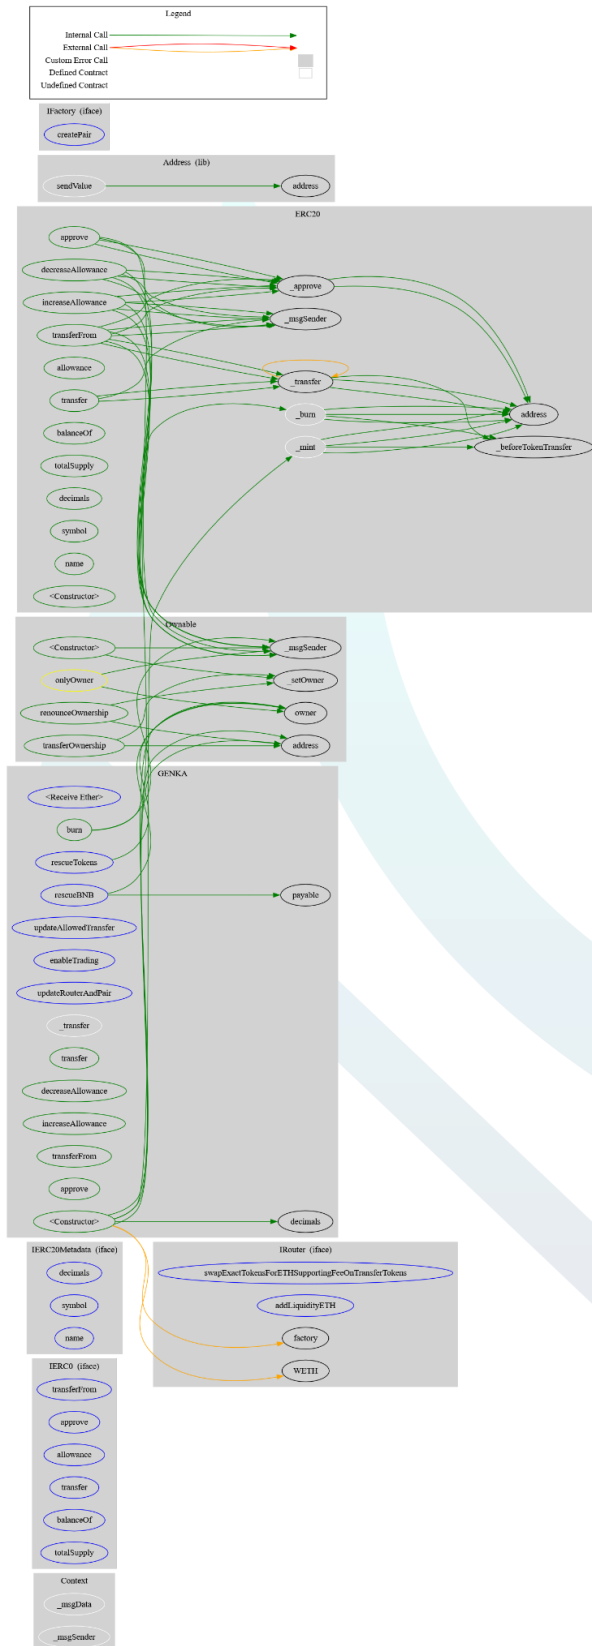 Legend
Internal Call
External Call
Custom Error Call
Defined Contract
Undefined Contract
IFactory (iface)
createPair
Address (lib)
sendValue
address
ERC20
approve
decreaseAllowance
increaseAllowance
transferFrom
allowance
transfer
balanceOf
totalSupply
decimals
symbol
name
<Constructor>
_approve
_msgSender
_transfer
_burn
_mint
address
_beforeTokenTransfer
Ownable
<Constructor>
onlyOwner
renounceOwnership
transferOwnership
_msgSender
_setOwner
owner
address
GENKA
<Receive Ether>
burn
rescueTokens
rescueBNB
updateAllowedTransfer
enableTrading
updateRouterAndPair
_transfer
transfer
decreaseAllowance
increaseAllowance
transferFrom
approve
<Constructor>
payable
decimals
IERC20Metadata (iface)
decimals
symbol
name
IRouter (iface)
swapExactTokensForETHSupportingFeeOnTransferTokens
addLiquidityETH
factory
WETH
IERC0 (iface)
transferFrom
approve
allowance
transfer
balanceOf
totalSupply
Context
_msgData
_msgSender